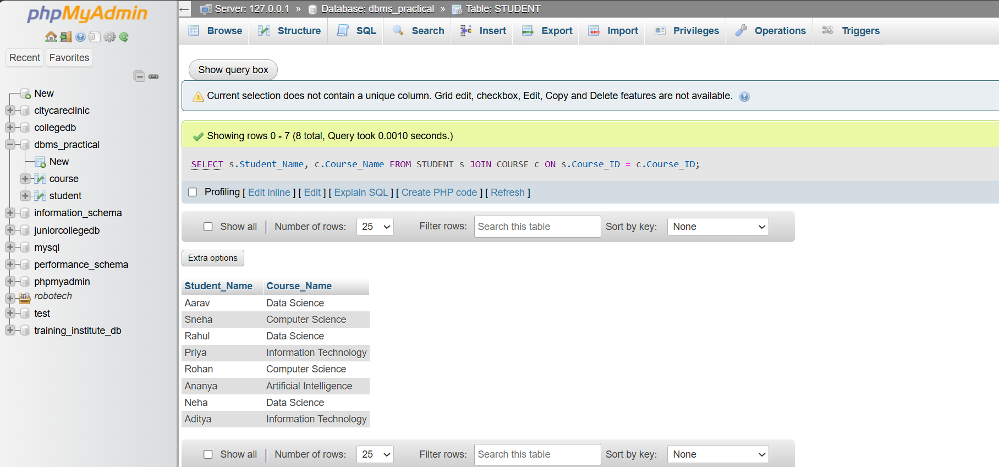 phpMyAdmin
Recent Favorites
New
citycareclinic
collegedb
dbms_practical
New
course
student
information_schema
juniorcollegedb
mysql
performance_schema
phpmyadmin
robotech
test
training_institute_db
← Server: 127.0.0.1 » Database: dbms_practical » Table: STUDENT
Browse Structure SQL Search Insert Export Import Privileges Operations Triggers
Show query box
Current selection does not contain a unique column. Grid edit, checkbox, Edit, Copy and Delete features are not available.
Showing rows 0 - 7 (8 total, Query took 0.0010 seconds.)
SELECT s.Student_Name, c.Course_Name FROM STUDENT s JOIN COURSE c ON s.Course_ID = c.Course_ID;
Profiling [ Edit inline ] [ Edit ] [ Explain SQL ] [ Create PHP code ] [ Refresh ]
Show all | Number of rows: 25 Filter rows: Search this table Sort by key: None
Extra options
Student_Name Course_Name
Aarav Data Science
Sneha Computer Science
Rahul Data Science
Priya Information Technology
Rohan Computer Science
Ananya Artificial Intelligence
Neha Data Science
Aditya Information Technology
Show all | Number of rows: 25 Filter rows: Search this table Sort by key: None